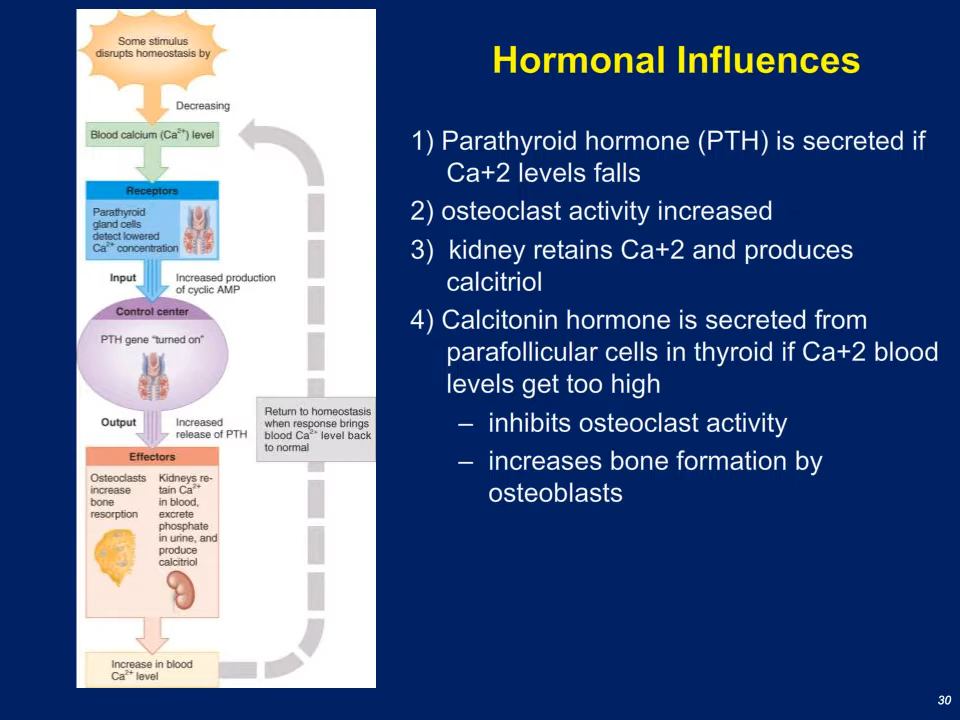 Some stimulus
disrupts homeostasis by
Decreasing
Blood calcium (Ca2+) level
Receptors
Parathyroid
gland cells
detect lowered
Ca2+ concentration
Input
Increased production
of cyclic AMP
Control center
PTH gene “turned on”
Output
Increased
release of PTH
Return to homeostasis
when response brings
blood Ca2+ level back
to normal
Effectors
Osteoclasts
increase
bone
resorption
Kidneys re-
tain Ca2+
in blood,
excrete
phosphate
in urine, and
produce
calcitriol
Increase in blood
Ca2+ level
Hormonal Influences
1) Parathyroid hormone (PTH) is secreted if
Ca+2 levels falls
2) osteoclast activity increased
3) kidney retains Ca+2 and produces
calcitriol
4) Calcitonin hormone is secreted from
parafollicular cells in thyroid if Ca+2 blood
levels get too high
– inhibits osteoclast activity
– increases bone formation by
osteoblasts
30